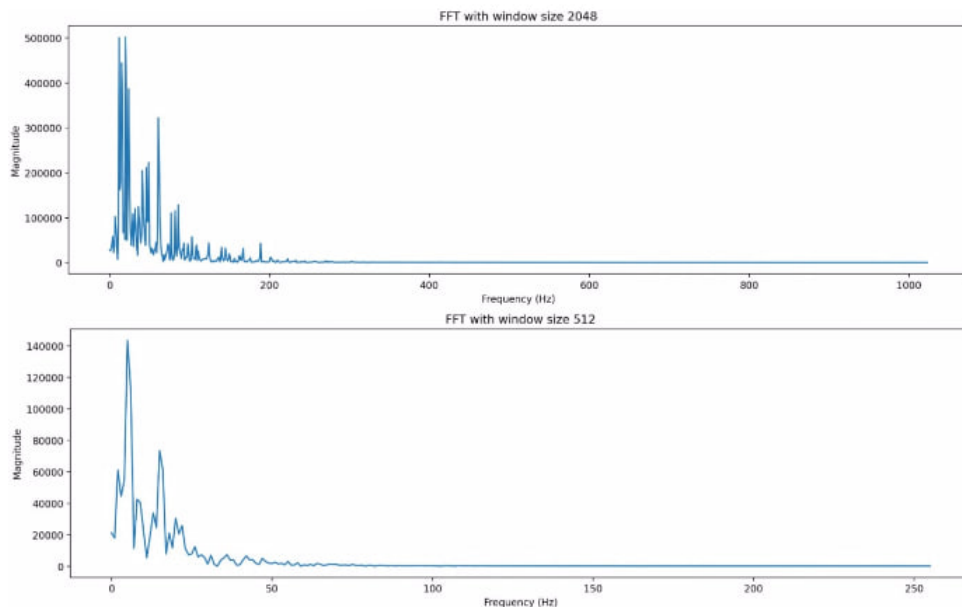 FFT with window size 2048
500000
400000
300000
200000
100000
0
Magnitude
0 200 400 600 800 1000
Frequency (Hz)
FFT with window size 512
140000
120000
100000
80000
60000
40000
20000
0
Magnitude
0 50 100 150 200 250
Frequency (Hz)